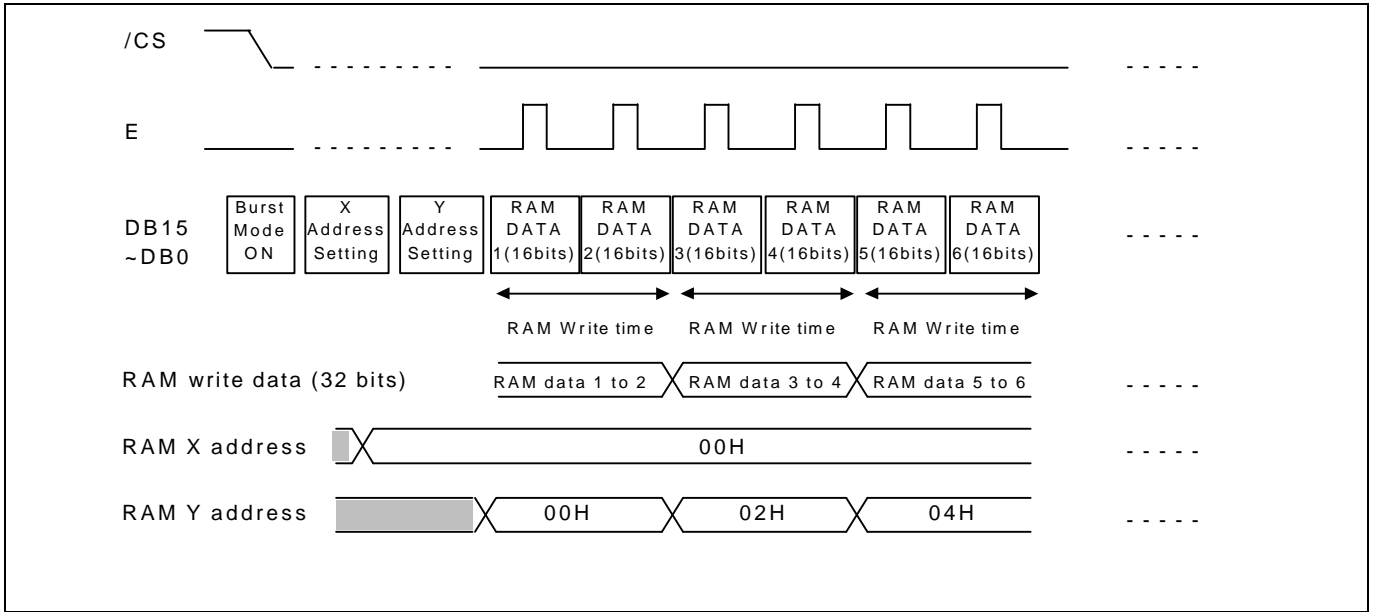 /CS
E
DB15
~DB0
Burst
Mode
ON
X
Address
Setting
Y
Address
Setting
RAM
DATA
1(16bits)
RAM
DATA
2(16bits)
RAM
DATA
3(16bits)
RAM
DATA
4(16bits)
RAM
DATA
5(16bits)
RAM
DATA
6(16bits)
RAM Write time
RAM Write time
RAM Write time
RAM write data (32 bits)
RAM data 1 to 2
RAM data 3 to 4
RAM data 5 to 6
RAM X address
00H
RAM Y address
00H
02H
04H